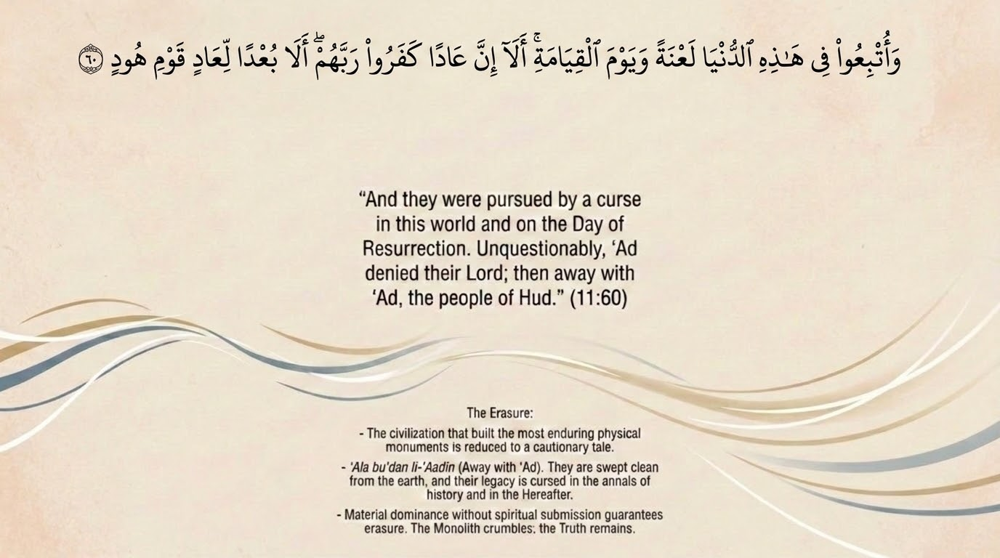 وَأُتْبِعُوا۟ فِى هَـٰذِهِ ٱلدُّنْيَا لَعْنَةً وَيَوْمَ ٱلْقِيَامَةِ ۚ أَلَآ إِنَّ عَادًا كَفَرُوا۟ رَبَّهُمْ ۗ أَلَا بُعْدًا لِّعَادٍ قَوْمِ هُودٍ ٦٠
“And they were pursued by a curse
in this world and on the Day of
Resurrection. Unquestionably, ‘Ad
denied their Lord; then away with
‘Ad, the people of Hud.” (11:60)
The Erasure:
- The civilization that built the most enduring physical
monuments is reduced to a cautionary tale.
- ‘Ala bu'dan li-'Aadin (Away with ‘Ad). They are swept clean
from the earth, and their legacy is cursed in the annals of
history and in the Hereafter.
- Material dominance without spiritual submission guarantees
erasure. The Monolith crumbles: the Truth remains.